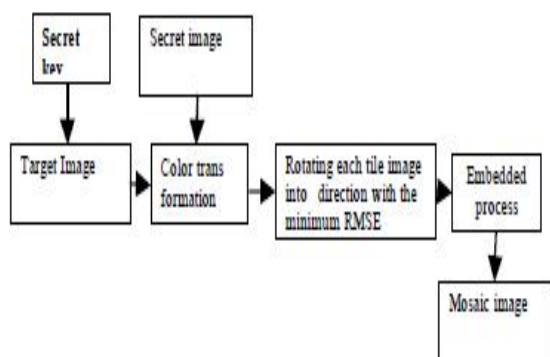 Secret
key
Secret image
Target Image
Color trans
formation
Rotating each tile image
into direction with the
minimum RMSE
Embedded
process
Mosaic image